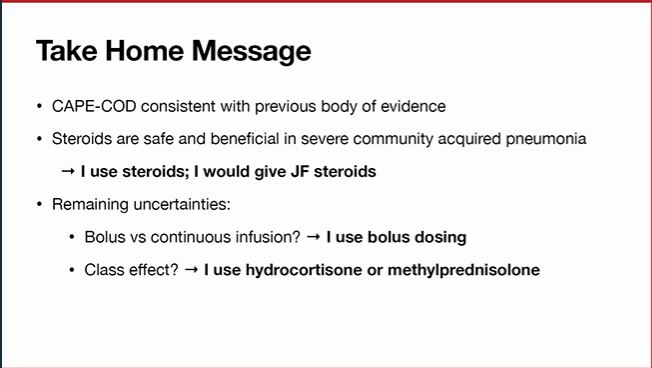 Take Home Message
• CAPE-COD consistent with previous body of evidence
• Steroids are safe and beneficial in severe community acquired pneumonia
→ I use steroids; I would give JF steroids
• Remaining uncertainties:
• Bolus vs continuous infusion? → I use bolus dosing
• Class effect? → I use hydrocortisone or methylprednisolone